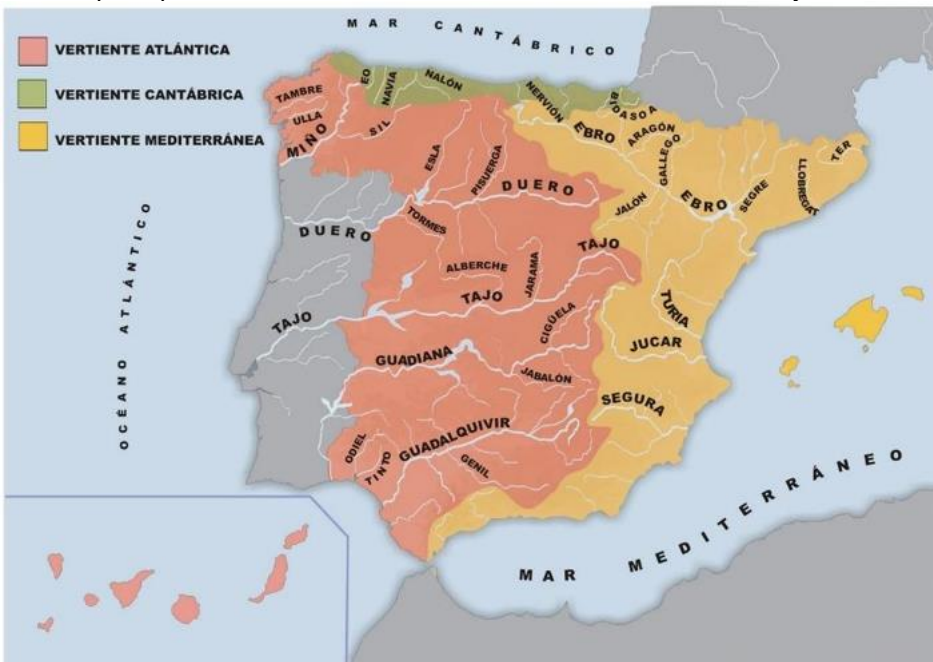 MAR CANTÁBRICO
VERTIENTE ATLÁNTICA
VERTIENTE CANTÁBRICA
VERTIENTE MEDITERRÁNEA
OCÉANO ATLÁNTICO
TAMBRE
ULLA
MIÑO
SIL
EO
NAVIA
NALÓN
NERVIÓN
BIDASOA
EBRO
ARAGÓN
GALLEGO
SEGRE
LLOBREGAT
TER
ESLA
PISUERGA
DUERO
DUERO
TORMES
JALÓN
EBRO
ALBERCHE
JARAMA
TAJO
TAJO
TAJO
CIGÜELA
TURIA
JUCAR
GUADIANA
JABALÓN
SEGURA
ODIEL
TINTO
GUADALQUIVIR
GENIL
MAR MEDITERRÁNEO